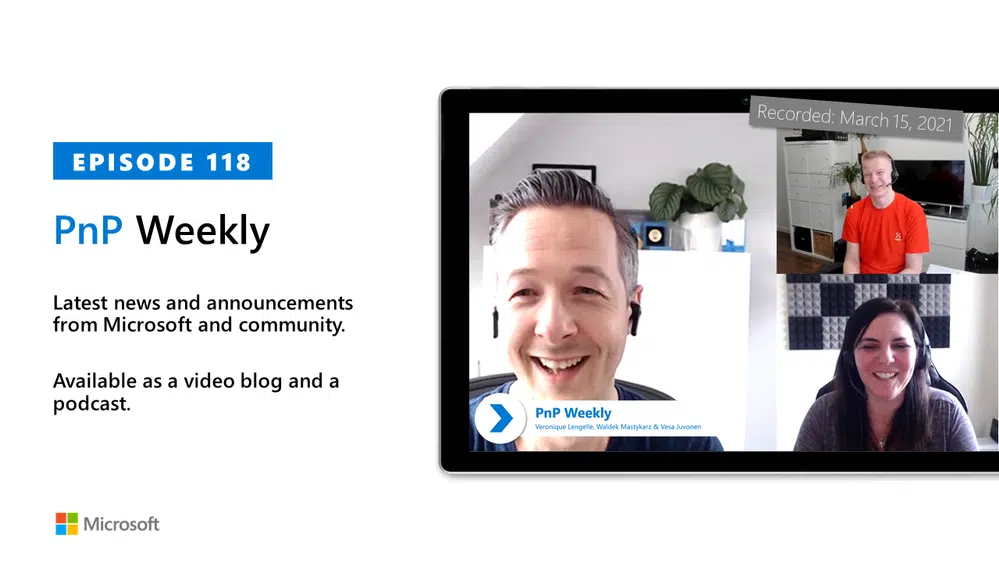 EPISODE 118
PnP Weekly
Latest news and announcements
from Microsoft and community.
Available as a video blog and a
podcast.
Microsoft
Recorded: March 15, 2021
PnP Weekly
Veronique Lengelle, Waldek Mastykarz & Vesa Juvonen